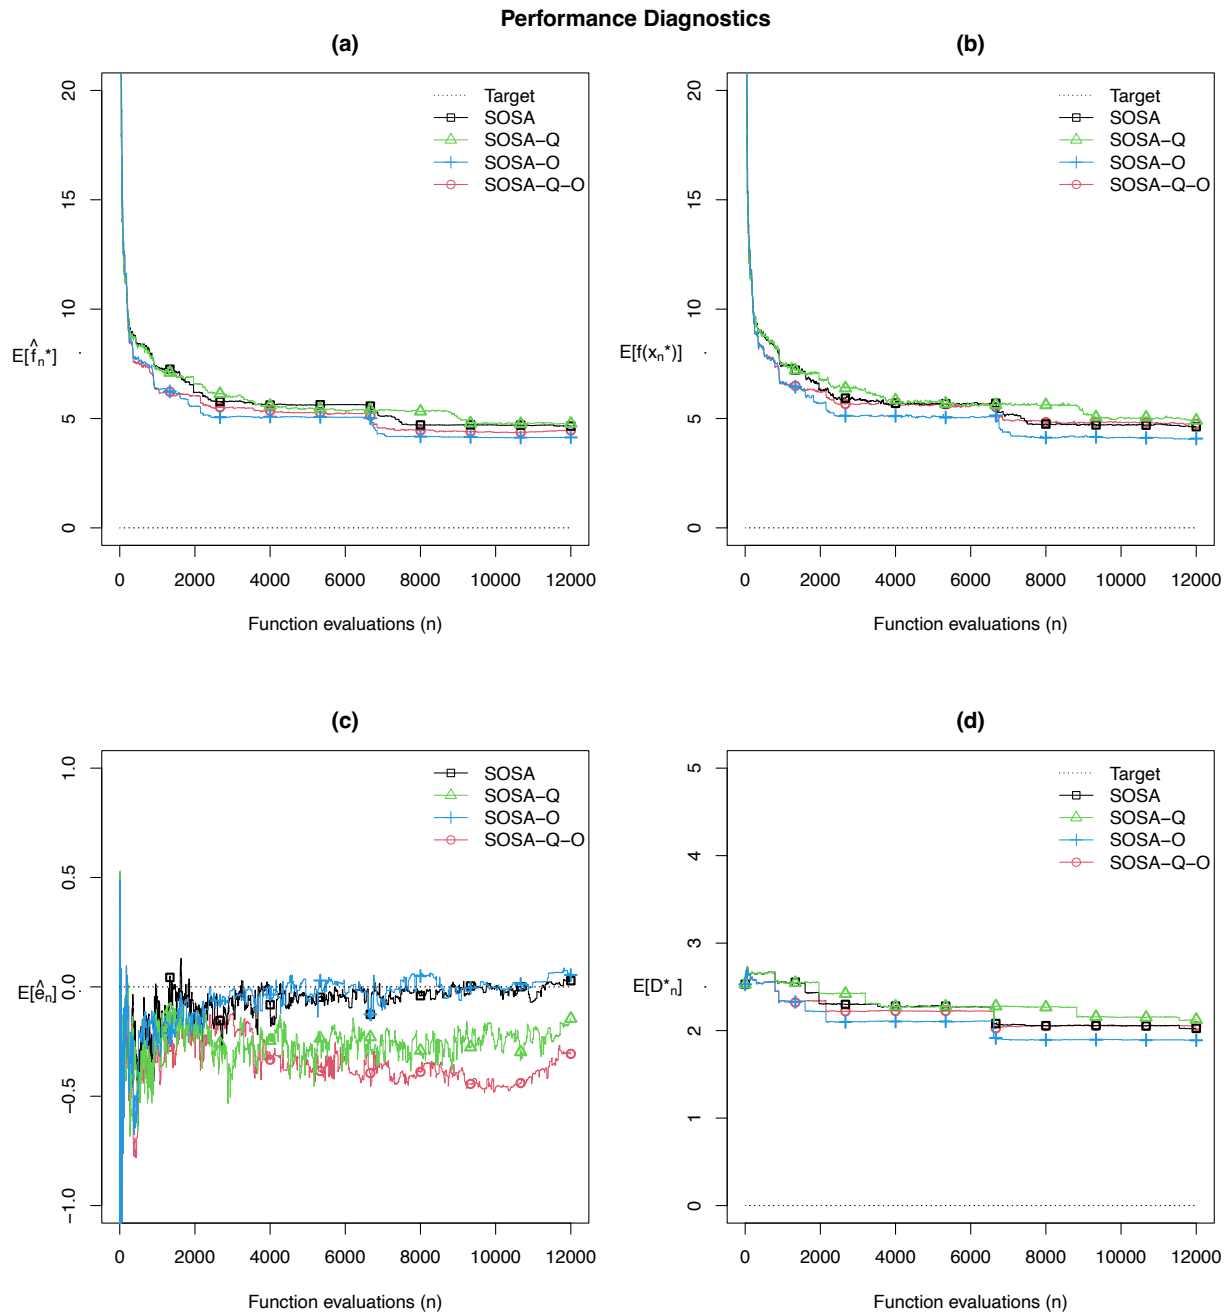 Performance Diagnostics
(a)
20
15
10
5
0
E[f̂n*]
Target
SOSA
SOSA−Q
SOSA−O
SOSA−Q−O
0 2000 4000 6000 8000 10000 12000
Function evaluations (n)
(b)
20
15
10
5
0
E[f(xn*)]
Target
SOSA
SOSA−Q
SOSA−O
SOSA−Q−O
0 2000 4000 6000 8000 10000 12000
Function evaluations (n)
(c)
1.0
0.5
0.0
−0.5
−1.0
E[ên]
SOSA
SOSA−Q
SOSA−O
SOSA−Q−O
0 2000 4000 6000 8000 10000 12000
Function evaluations (n)
(d)
5
4
3
2
1
0
E[D*n]
Target
SOSA
SOSA−Q
SOSA−O
SOSA−Q−O
0 2000 4000 6000 8000 10000 12000
Function evaluations (n)